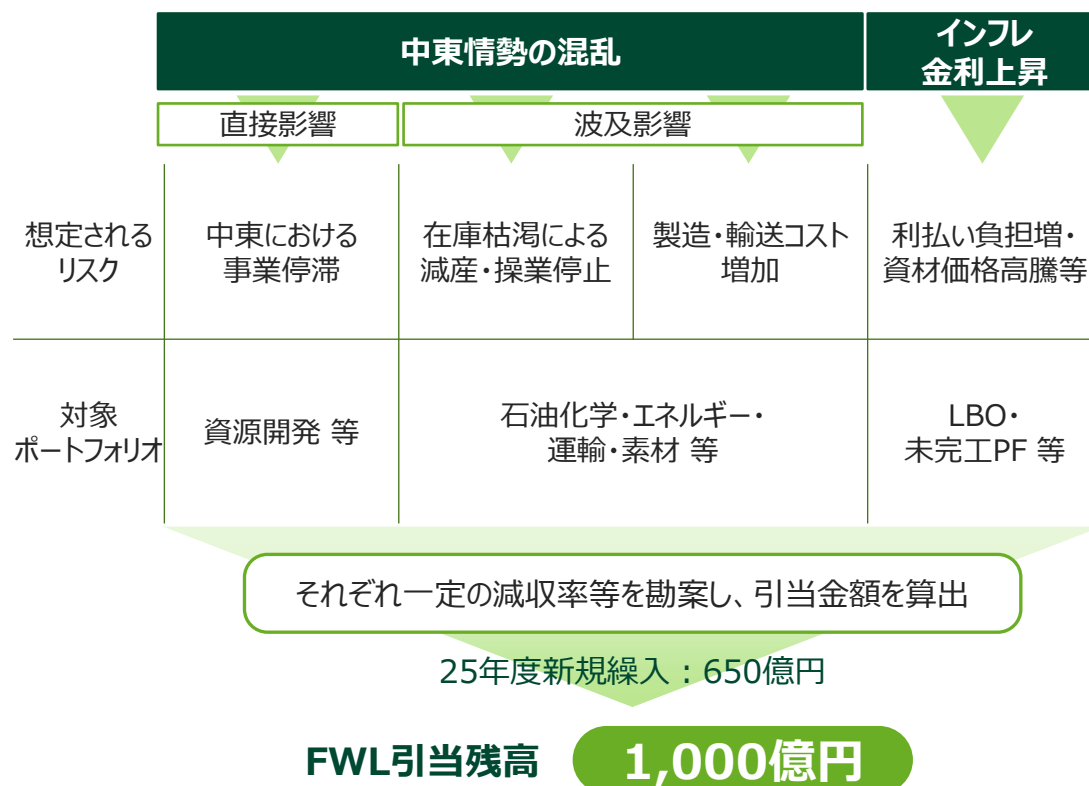 中東情勢の混乱
インフレ
金利上昇
直接影響
波及影響
想定される
リスク
中東における
事業停滞
在庫枯渇による
減産・操業停止
製造・輸送コスト
増加
利払い負担増・
資材価格高騰等
対象
ポートフォリオ
資源開発 等
石油化学・エネルギー・
運輸・素材 等
LBO・
未完工PF 等
それぞれ一定の減収率等を勘案し、引当金額を算出
25年度新規繰入：650億円
FWL引当残高
1,000億円